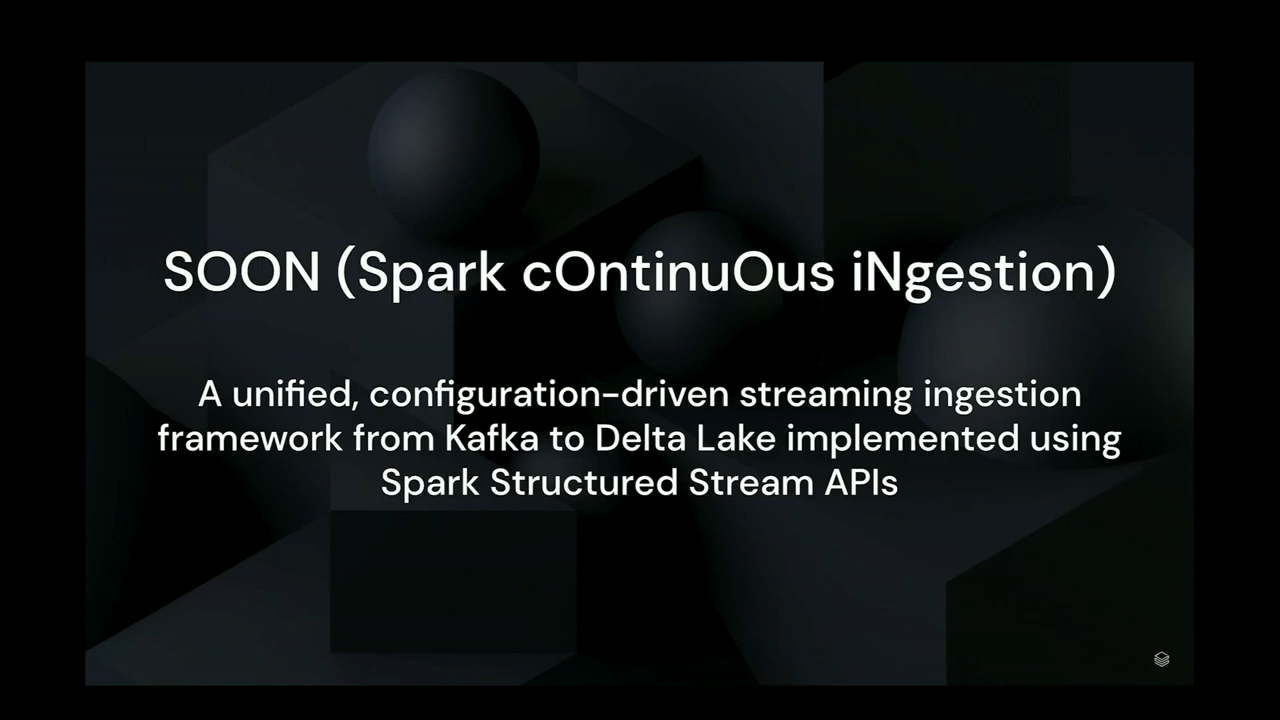 SOON (Spark cOntinuOus iNgestion)
A unified, configuration-driven streaming ingestion
framework from Kafka to Delta Lake implemented using
Spark Structured Stream APIs